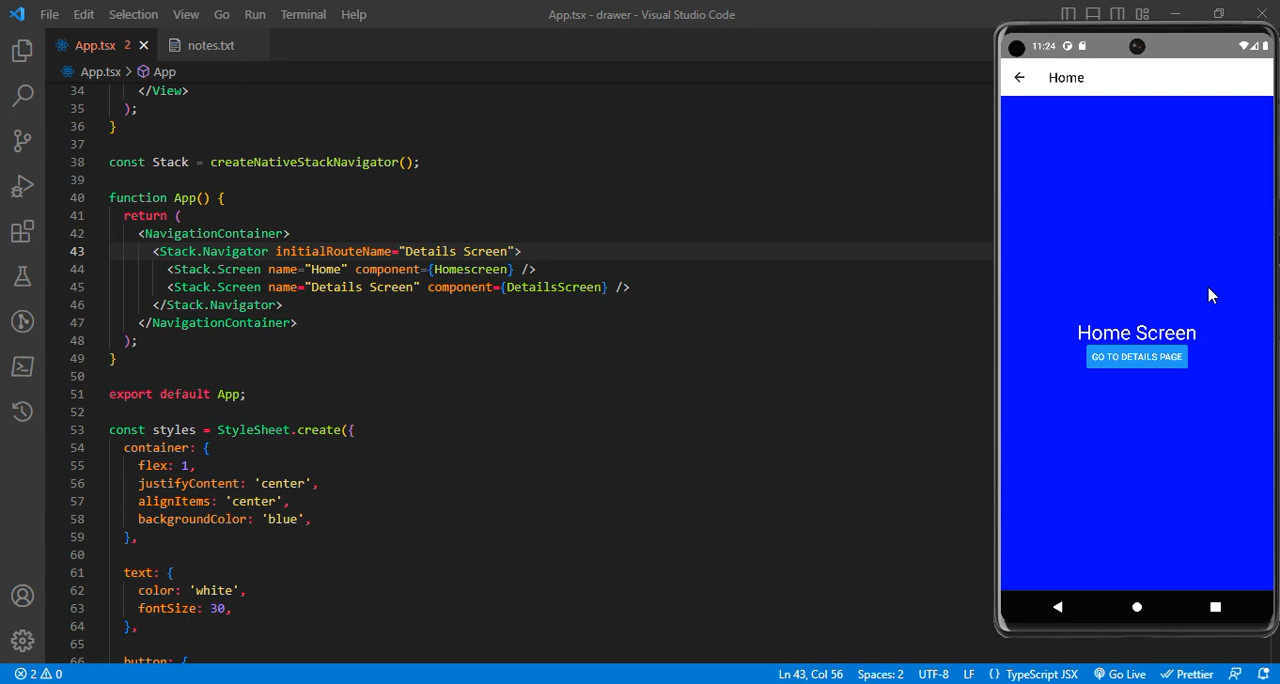 File Edit Selection View Go Run Terminal Help App.tsx - drawer - Visual Studio Code
App.tsx 2 notes.txt
App.tsx > App
34 </View>
35 );
36 }
37
38 const Stack = createNativeStackNavigator();
39
40 function App() {
41 return (
42 <NavigationContainer>
43 <Stack.Navigator initialRouteName="Details Screen">
44 <Stack.Screen name="Home" component={Homescreen} />
45 <Stack.Screen name="Details Screen" component={DetailsScreen} />
46 </Stack.Navigator>
47 </NavigationContainer>
48 );
49 }
50
51 export default App;
52
53 const styles = StyleSheet.create({
54 container: {
55 flex: 1,
56 justifyContent: 'center',
57 alignItems: 'center',
58 backgroundColor: 'blue',
59 },
60
61 text: {
62 color: 'white',
63 fontSize: 30,
64 },
65
66 button: {
11:24
Home
Home Screen
GO TO DETAILS PAGE
2 0 Ln 43, Col 56 Spaces: 2 UTF-8 LF {} TypeScript JSX Go Live Prettier